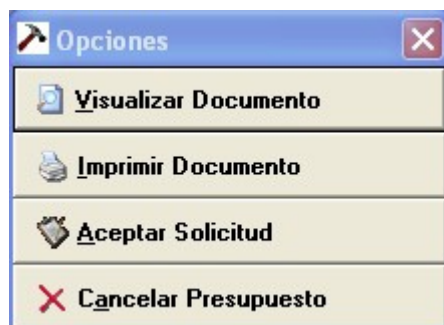 Opciones
Visualizar Documento
Imprimir Documento
Aceptar Solicitud
Cancelar Presupuesto